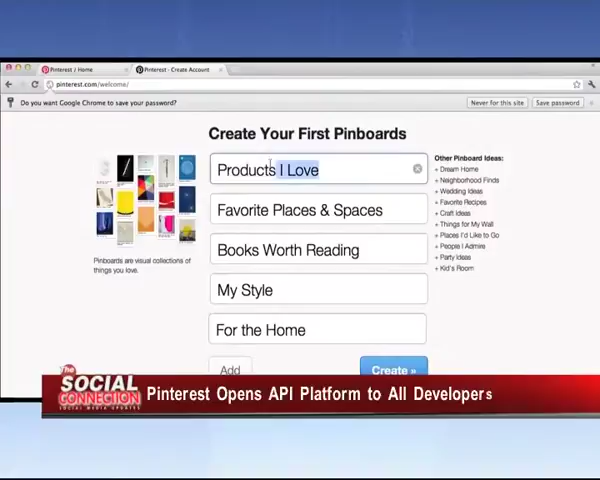 Pinterest / Home
Pinterest - Create Account
pinterest.com/welcome/
Do you want Google Chrome to save your password?
Never for this site
Save password
Create Your First Pinboards
Products I Love
Favorite Places & Spaces
Books Worth Reading
My Style
For the Home
Add
Create »
Pinboards are visual collections of
things you love.
Other Pinboard Ideas:
+ Dream Home
+ Neighborhood Finds
+ Wedding Ideas
+ Favorite Recipes
+ Craft Ideas
+ Things for My Wall
+ Places I'd Like to Go
+ People I Admire
+ Party Ideas
+ Kid's Room
The
SOCIAL
CONNECTION
SOCIAL MEDIA UPDATES
Pinterest Opens API Platform to All Developers